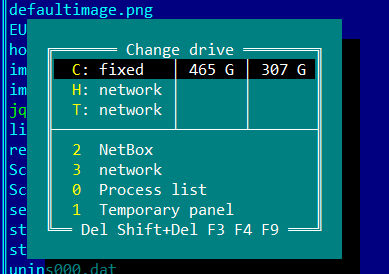 defaultimage.png
EU
ho
im
im
jq
li
re
Sc
Sc
se
st
st
unins000.dat
Change drive
C: fixed 465 G 307 G
H: network
T: network
2 NetBox
3 network
0 Process list
1 Temporary panel
Del Shift+Del F3 F4 F9